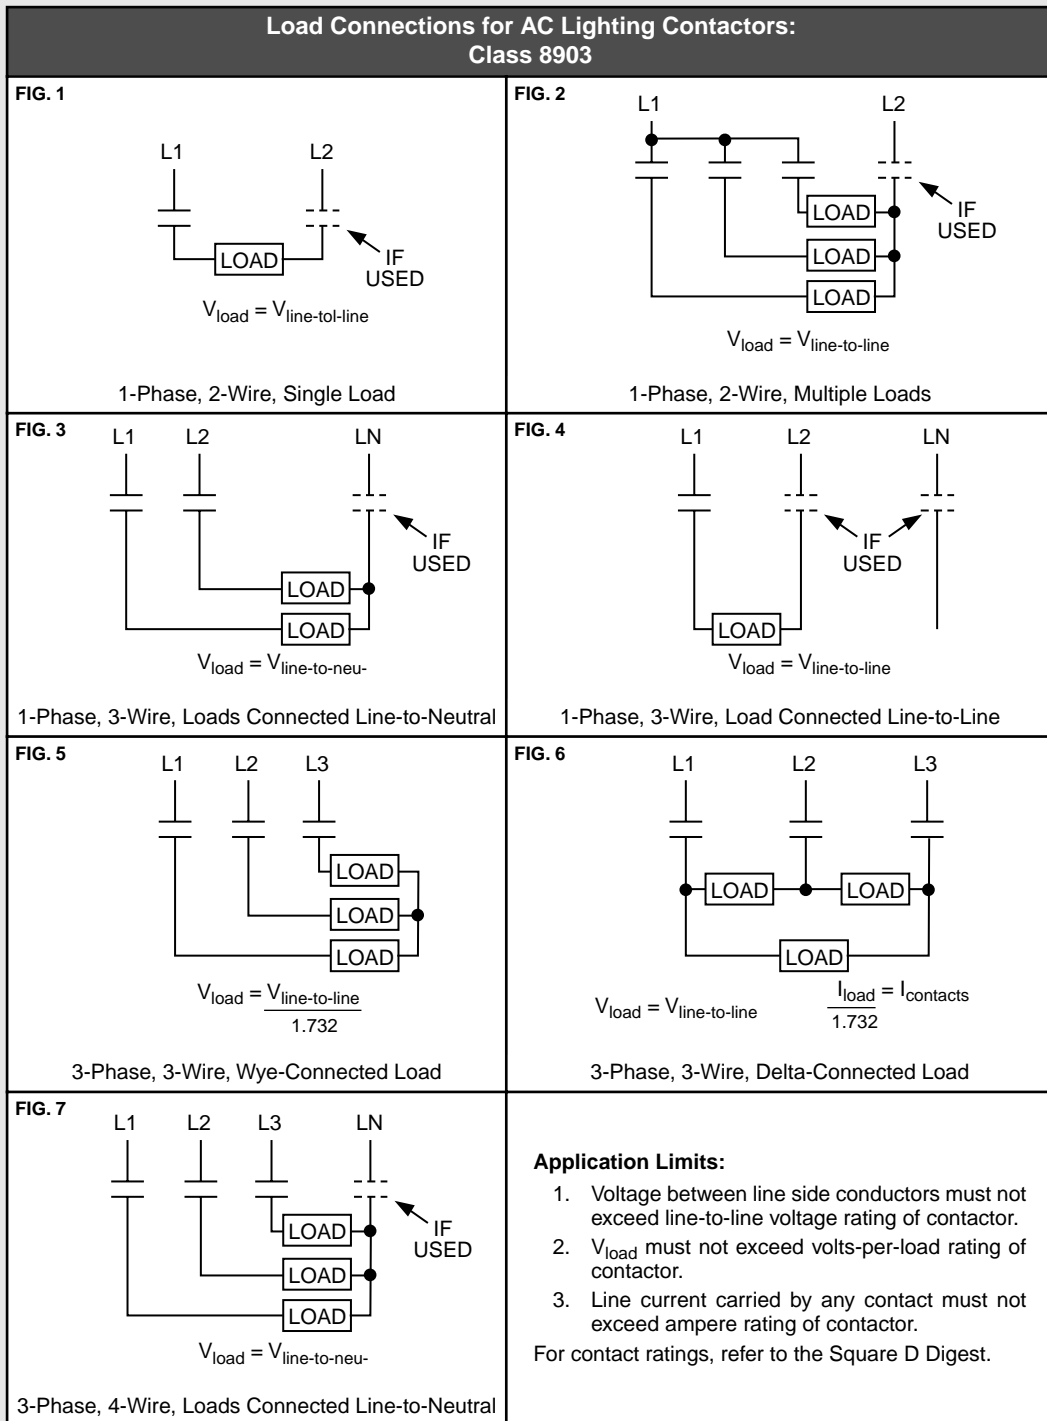 Load Connections for AC Lighting Contactors:
Class 8903
FIG. 1
L1 L2
IF
USED
LOAD
Vload = Vline-tol-line
1-Phase, 2-Wire, Single Load
FIG. 2
L1 L2
LOAD
IF
USED
LOAD
LOAD
Vload = Vline-to-line
1-Phase, 2-Wire, Multiple Loads
FIG. 3
L1 L2 LN
IF
USED
LOAD
LOAD
Vload = Vline-to-neu-
1-Phase, 3-Wire, Loads Connected Line-to-Neutral
FIG. 4
L1 L2 LN
IF
USED
LOAD
Vload = Vline-to-line
1-Phase, 3-Wire, Load Connected Line-to-Line
FIG. 5
L1 L2 L3
LOAD
LOAD
LOAD
Vload = Vline-to-line
1.732
3-Phase, 3-Wire, Wye-Connected Load
FIG. 6
L1 L2 L3
LOAD LOAD
LOAD
Vload = Vline-to-line
Iload = Icontacts
1.732
3-Phase, 3-Wire, Delta-Connected Load
FIG. 7
L1 L2 L3 LN
IF
USED
LOAD
LOAD
LOAD
Vload = Vline-to-neu-
3-Phase, 4-Wire, Loads Connected Line-to-Neutral
Application Limits:
1. Voltage between line side conductors must not
exceed line-to-line voltage rating of contactor.
2. Vload must not exceed volts-per-load rating of
contactor.
3. Line current carried by any contact must not
exceed ampere rating of contactor.
For contact ratings, refer to the Square D Digest.